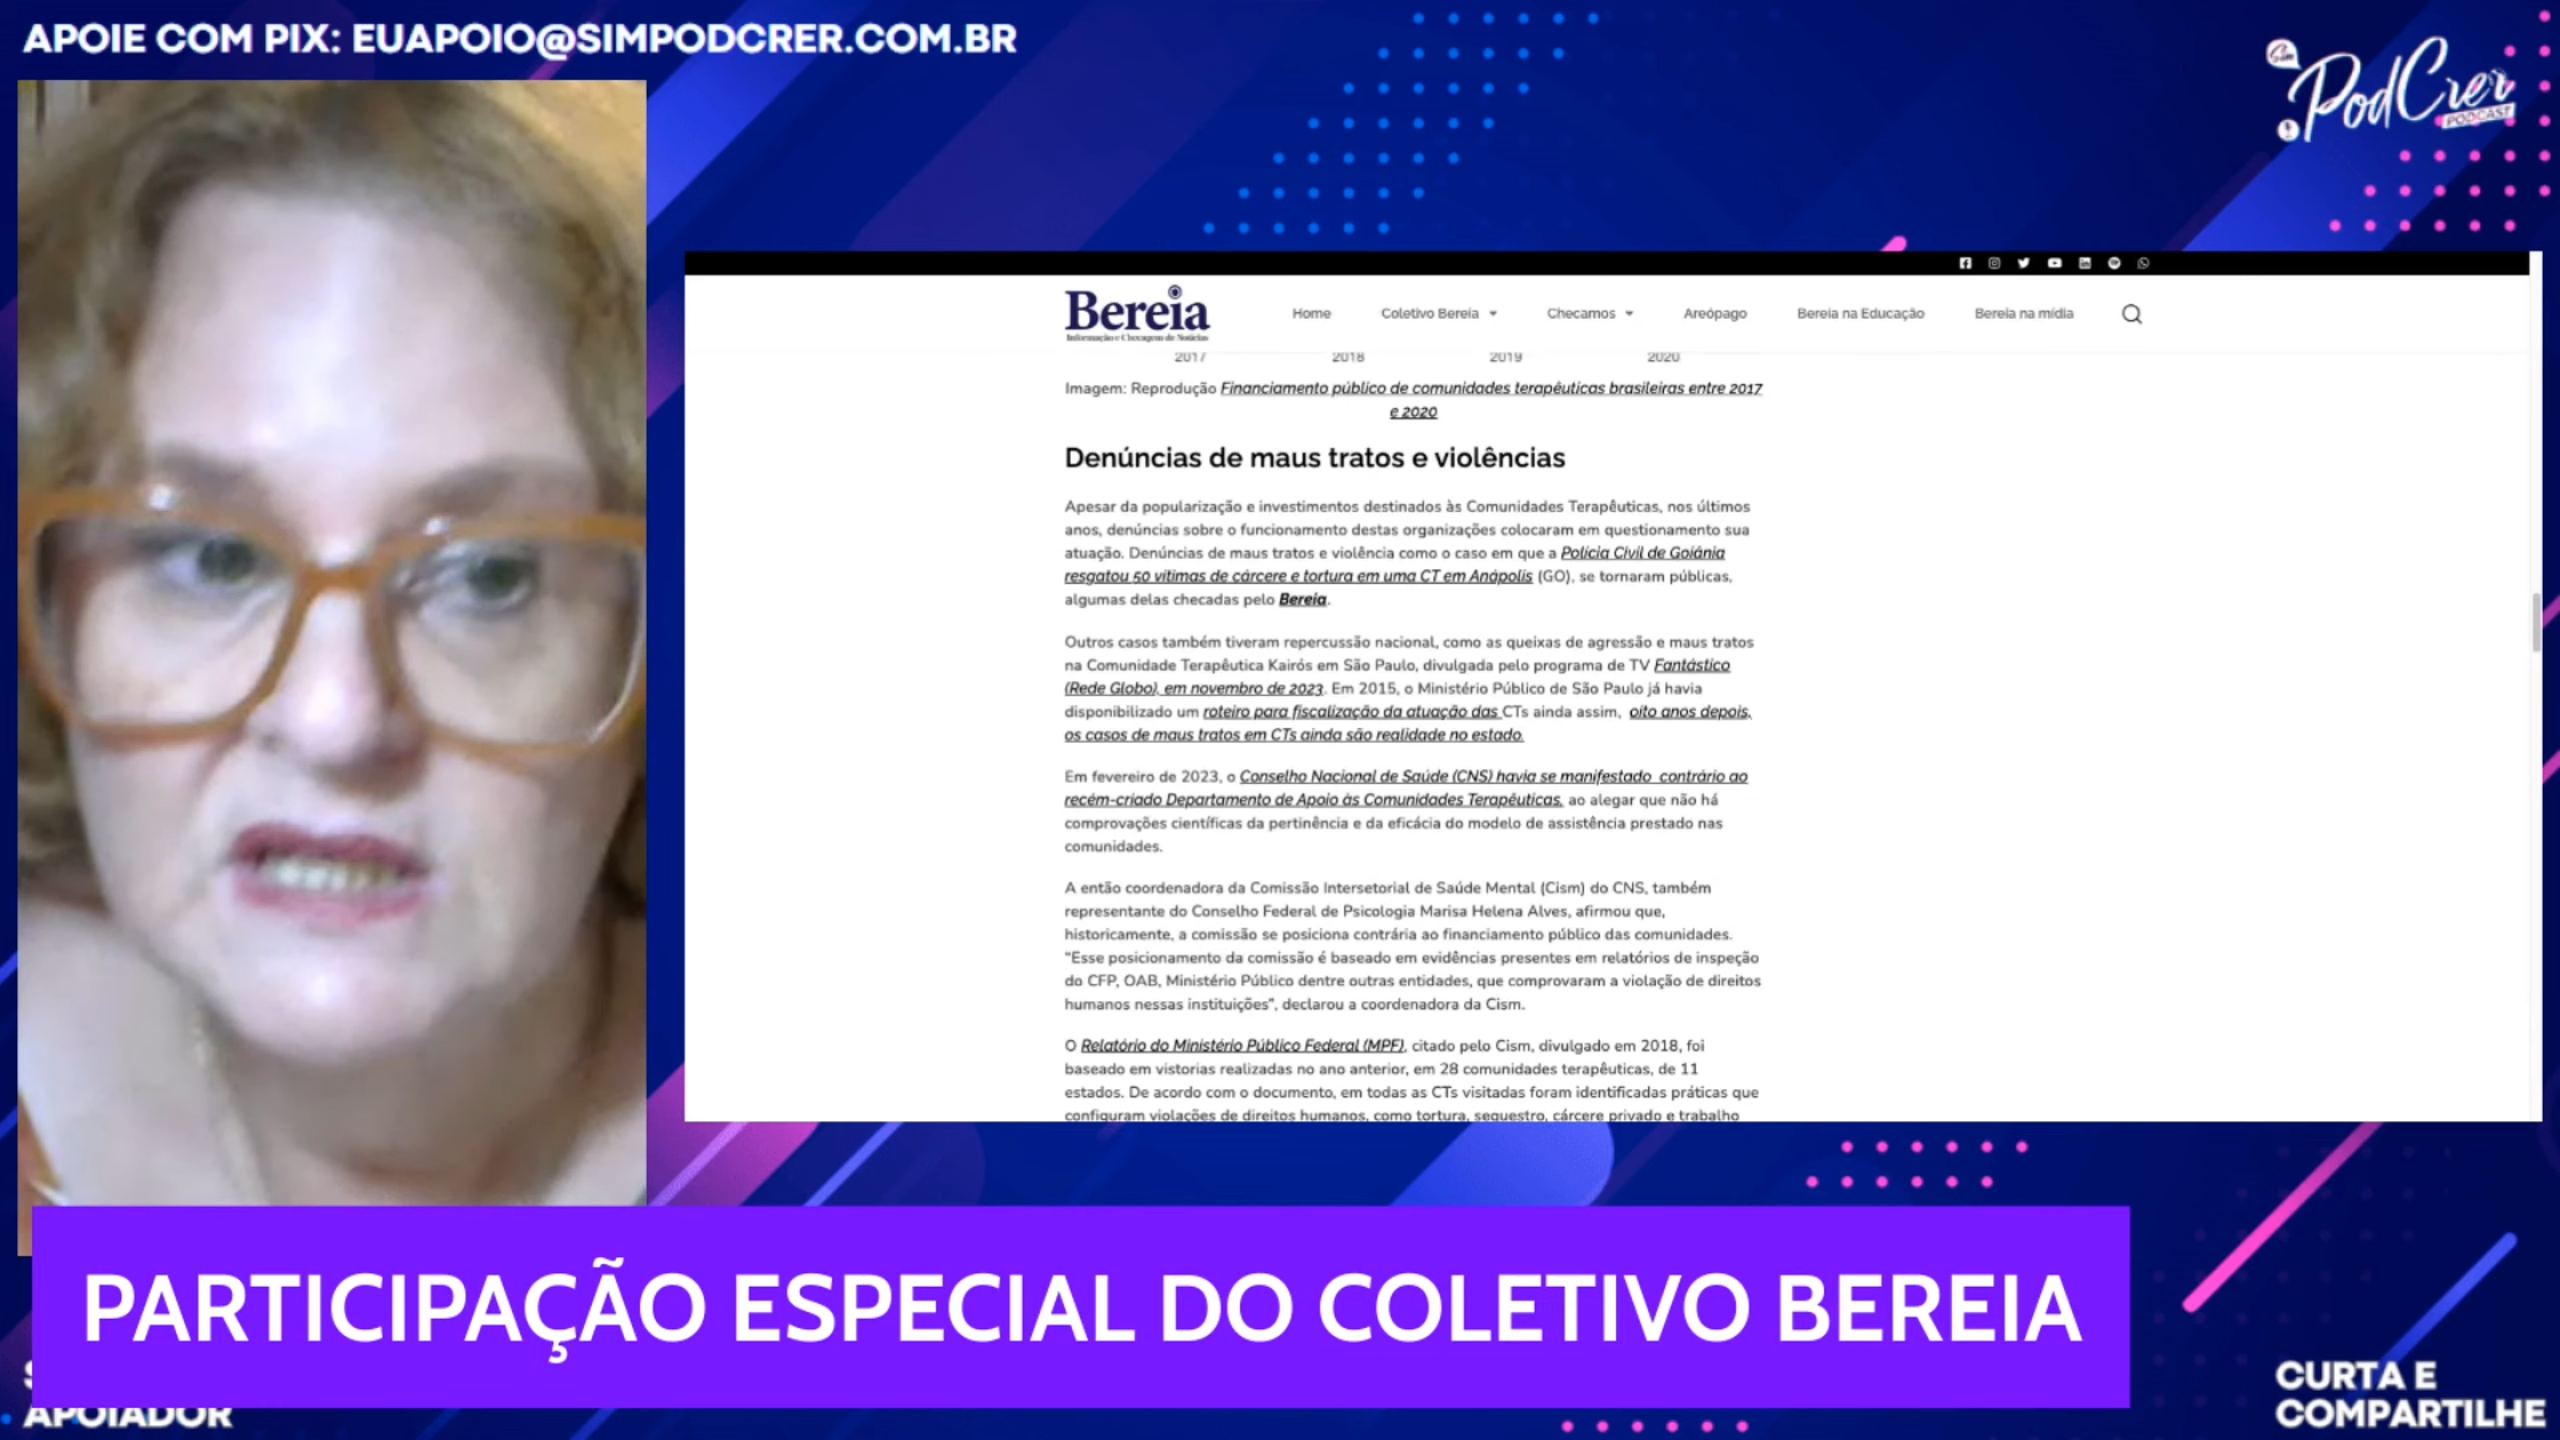 APOIE COM PIX: EUAPOIO@SIMPODCRER.COM.BR
Sim
PodCrer
PODCAST
Bereia
Informação e Checagem de Notícias
Home
Coletivo Bereia
Checamos
Areópago
Bereia na Educação
Bereia na mídia
2017
2018
2019
2020
Imagem: Reprodução Financiamento público de comunidades terapêuticas brasileiras entre 2017
e 2020
Denúncias de maus tratos e violências
Apesar da popularização e investimentos destinados às Comunidades Terapêuticas, nos últimos
anos, denúncias sobre o funcionamento destas organizações colocaram em questionamento sua
atuação. Denúncias de maus tratos e violência como o caso em que a Polícia Civil de Goiânia
resgatou 50 vítimas de cárcere e tortura em uma CT em Anápolis (GO), se tornaram públicas,
algumas delas checadas pelo Bereia.
Outros casos também tiveram repercussão nacional, como as queixas de agressão e maus tratos
na Comunidade Terapêutica Kairós em São Paulo, divulgada pelo programa de TV Fantástico
(Rede Globo), em novembro de 2023. Em 2015, o Ministério Público de São Paulo já havia
disponibilizado um roteiro para fiscalização da atuação das CTs ainda assim, oito anos depois,
os casos de maus tratos em CTs ainda são realidade no estado.
Em fevereiro de 2023, o Conselho Nacional de Saúde (CNS) havia se manifestado contrário ao
recém-criado Departamento de Apoio às Comunidades Terapêuticas, ao alegar que não há
comprovações científicas da pertinência e da eficácia do modelo de assistência prestado nas
comunidades.
A então coordenadora da Comissão Intersetorial de Saúde Mental (Cism) do CNS, também
representante do Conselho Federal de Psicologia Marisa Helena Alves, afirmou que,
historicamente, a comissão se posiciona contrária ao financiamento público das comunidades.
"Esse posicionamento da comissão é baseado em evidências presentes em relatórios de inspeção
do CFP, OAB, Ministério Público dentre outras entidades, que comprovaram a violação de direitos
humanos nessas instituições", declarou a coordenadora da Cism.
O Relatório do Ministério Público Federal (MPF), citado pelo Cism, divulgado em 2018, foi
baseado em vistorias realizadas no ano anterior, em 28 comunidades terapêuticas, de 11
estados. De acordo com o documento, em todas as CTs visitadas foram identificadas práticas que
configuram violações de direitos humanos, como tortura, sequestro, cárcere privado e trabalho
PARTICIPAÇÃO ESPECIAL DO COLETIVO BEREIA
APOIADOR
CURTA E
COMPARTILHE